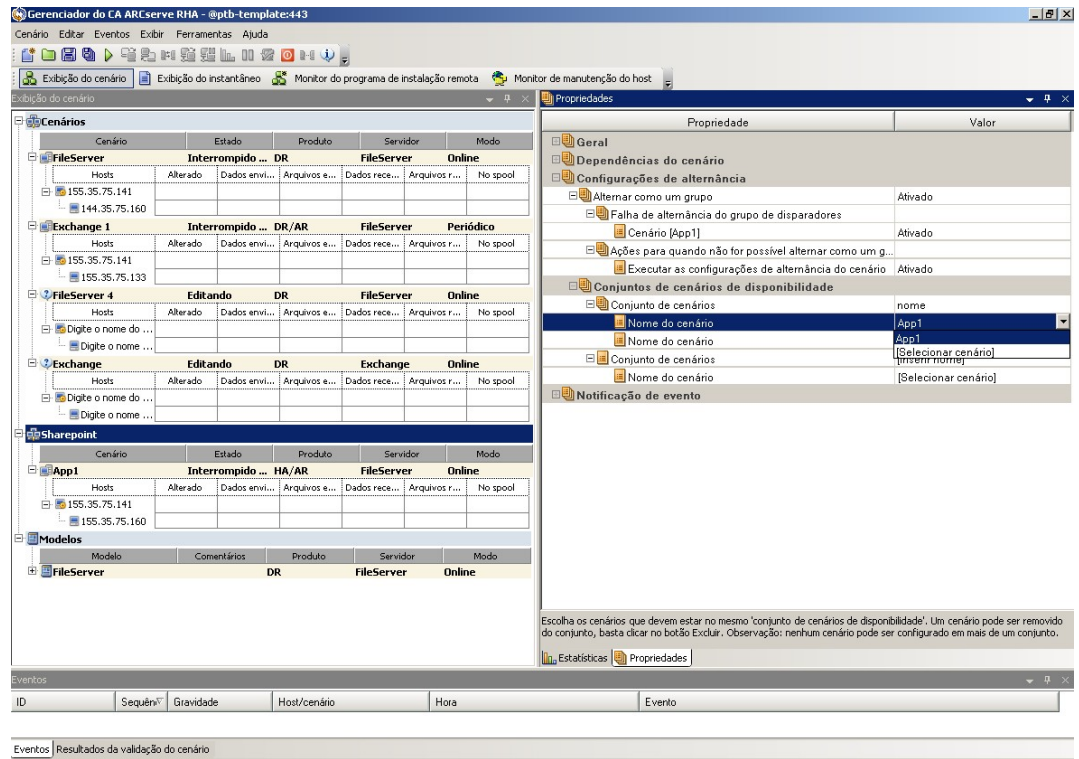 Gerenciador do CA ARCserve RHA - @ptb-template:443
Cenário Editar Eventos Exibir Ferramentas Ajuda
Exibição do cenário Exibição do instantâneo Monitor do programa de instalação remota Monitor de manutenção do host
Exibição do cenário
Cenários
Cenário Estado Produto Servidor Modo
FileServer Interrompido ... DR FileServer Online
Hosts Alterado Dados envi... Arquivos e... Dados rece... Arquivos r... No spool
155.35.75.141
144.35.75.160
Exchange 1 Interrompido ... DR/AR FileServer Periódico
Hosts Alterado Dados envi... Arquivos e... Dados rece... Arquivos r... No spool
155.35.75.141
155.35.75.133
FileServer 4 Editando DR FileServer Online
Hosts Alterado Dados envi... Arquivos e... Dados rece... Arquivos r... No spool
Digite o nome do ...
Digite o nome ...
Exchange Editando DR Exchange Online
Hosts Alterado Dados envi... Arquivos e... Dados rece... Arquivos r... No spool
Digite o nome do ...
Digite o nome ...
Sharepoint
Cenário Estado Produto Servidor Modo
App1 Interrompido ... HA/AR FileServer Online
Hosts Alterado Dados envi... Arquivos e... Dados rece... Arquivos r... No spool
155.35.75.141
155.35.75.160
Modelos
Modelo Comentários Produto Servidor Modo
FileServer DR FileServer Online
Propriedades
Propriedade Valor
Geral
Dependências do cenário
Configurações de alternância
Alternar como um grupo Ativado
Falha de alternância do grupo de disparadores
Cenário [App1] Ativado
Ações para quando não for possível alternar como um g...
Executar as configurações de alternância do cenário Ativado
Conjuntos de cenários de disponibilidade
Conjunto de cenários nome
Nome do cenário App1
Nome do cenário App1
[Selecionar cenário]
Conjunto de cenários [Inserir nome]
Nome do cenário [Selecionar cenário]
Notificação de evento
Escolha os cenários que devem estar no mesmo 'conjunto de cenários de disponibilidade'. Um cenário pode ser removido
do conjunto, basta clicar no botão Excluir. Observação: nenhum cenário pode ser configurado em mais de um conjunto.
Estatísticas Propriedades
Eventos
ID Sequên Gravidade Host/cenário Hora Evento
Eventos Resultados da validação do cenário